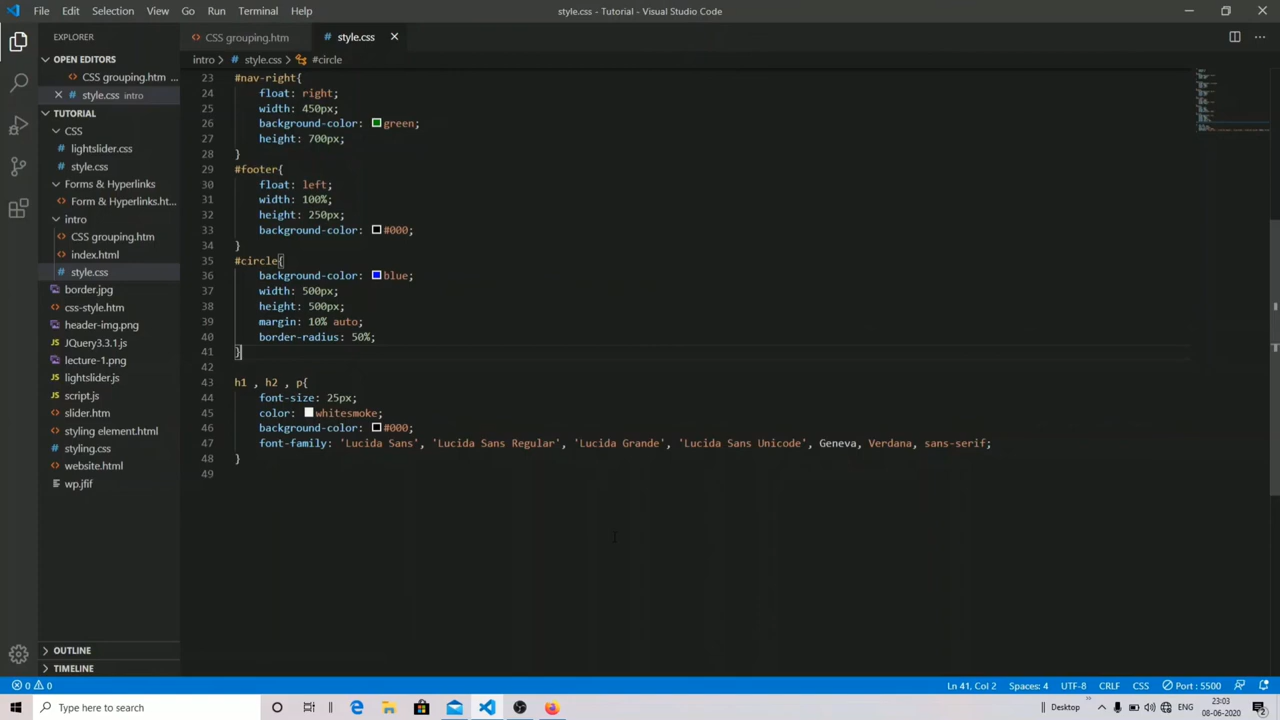 File Edit Selection View Go Run Terminal Help
style.css - Tutorial - Visual Studio Code
EXPLORER
OPEN EDITORS
CSS grouping.htm ...
style.css intro
TUTORIAL
CSS
lightslider.css
style.css
Forms & Hyperlinks
Form & Hyperlinks.ht...
intro
CSS grouping.htm
index.html
style.css
border.jpg
css-style.htm
header-img.png
JQuery3.3.1.js
lecture-1.png
lightslider.js
script.js
slider.htm
styling element.html
styling.css
website.html
wp.jfif
OUTLINE
TIMELINE
CSS grouping.htm style.css
intro > style.css > #circle
23 #nav-right{
24 float: right;
25 width: 450px;
26 background-color: green;
27 height: 700px;
28 }
29 #footer{
30 float: left;
31 width: 100%;
32 height: 250px;
33 background-color: #000;
34 }
35 #circle{
36 background-color: blue;
37 width: 500px;
38 height: 500px;
39 margin: 10% auto;
40 border-radius: 50%;
41 }
42
43 h1 , h2 , p{
44 font-size: 25px;
45 color: whitesmoke;
46 background-color: #000;
47 font-family: 'Lucida Sans', 'Lucida Sans Regular', 'Lucida Grande', 'Lucida Sans Unicode', Geneva, Verdana, sans-serif;
48 }
49
0 0 Ln 41, Col 2 Spaces: 4 UTF-8 CRLF CSS Port : 5500
Type here to search
Desktop
ENG
23:03
08-06-2020
2